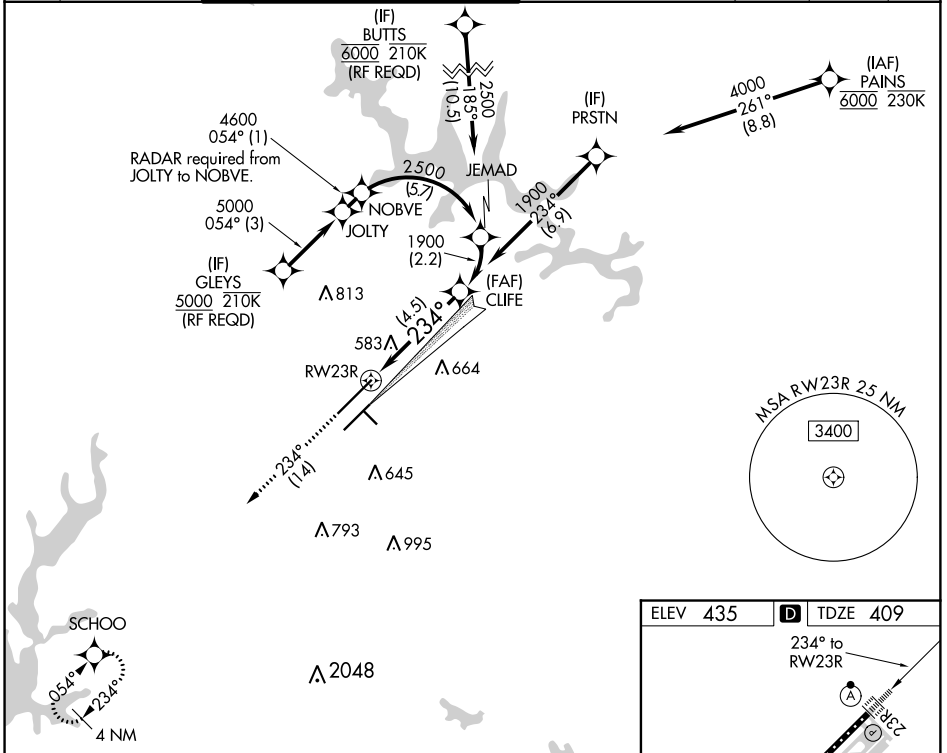 (IF)
BUTTS
6000 210K
(RF REQD)
2500
185°
(10.5)
(IAF)
PAINS
6000 230K
4000
261°
(8.8)
(IF)
PRSTN
4600
054° (1)
RADAR required from
JOLTY to NOBVE.
2500
(5.7)
JEMAD
1900
234°
(6.9)
NOBVE
JOLTY
5000
054° (3)
1900
(2.2)
(IF)
GLEYS
5000 210K
(RF REQD)
813
(FAF)
CLIFE
(4.5)
234°
583
RW23R
664
MSA RW23R 25 NM
3400
234°
(14)
645
793
995
ELEV 435 D TDZE 409
234° to
RW23R
A
23R
P
SCHOO
054°
234°
4 NM
2048